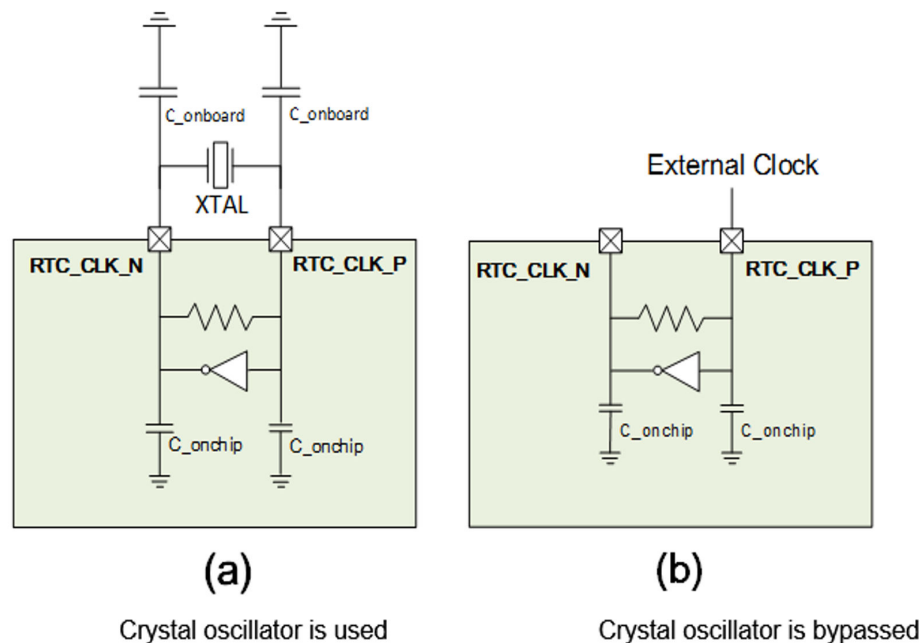 C_onboard
C_onboard
XTAL
RTC_CLK_N
RTC_CLK_P
C_onchip
C_onchip
(a)
Crystal oscillator is used
External Clock
RTC_CLK_N
RTC_CLK_P
C_onchip
C_onchip
(b)
Crystal oscillator is bypassed